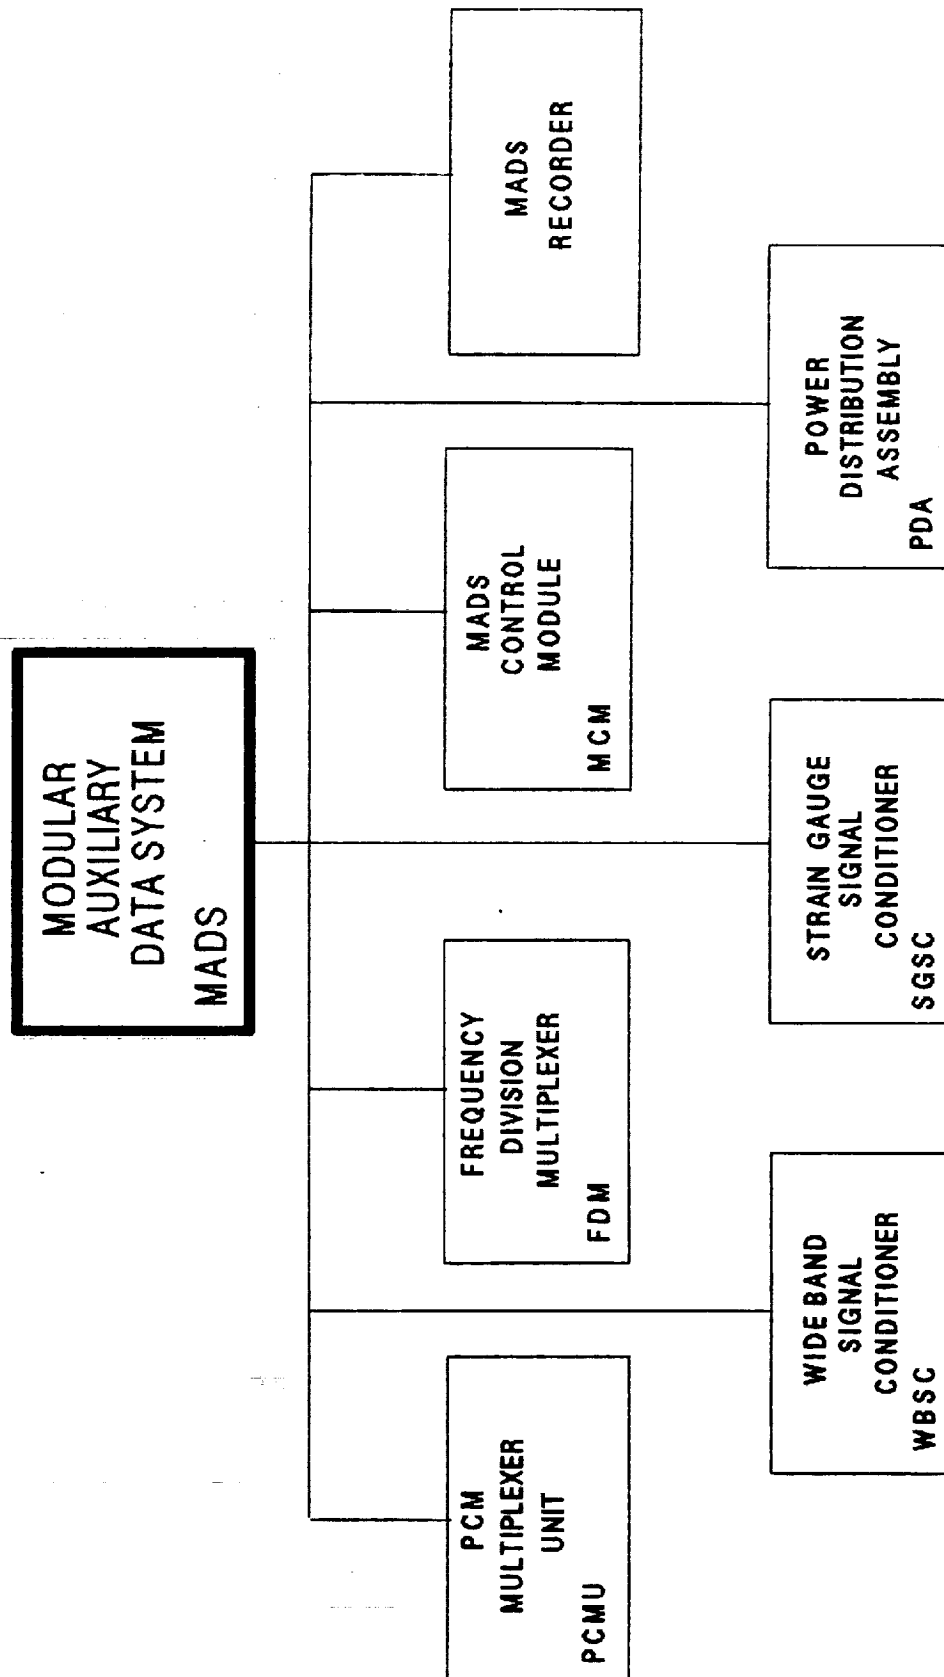 MODULAR
AUXILIARY
DATA SYSTEM
MADS
PCM
MULTIPLEXER
UNIT
PCMU
FREQUENCY
DIVISION
MULTIPLEXER
FDM
MADS
CONTROL
MODULE
MCM
MADS
RECORDER
WIDE BAND
SIGNAL
CONDITIONER
WBSC
STRAIN GAUGE
SIGNAL
CONDITIONER
SGSC
POWER
DISTRIBUTION
ASSEMBLY
PDA